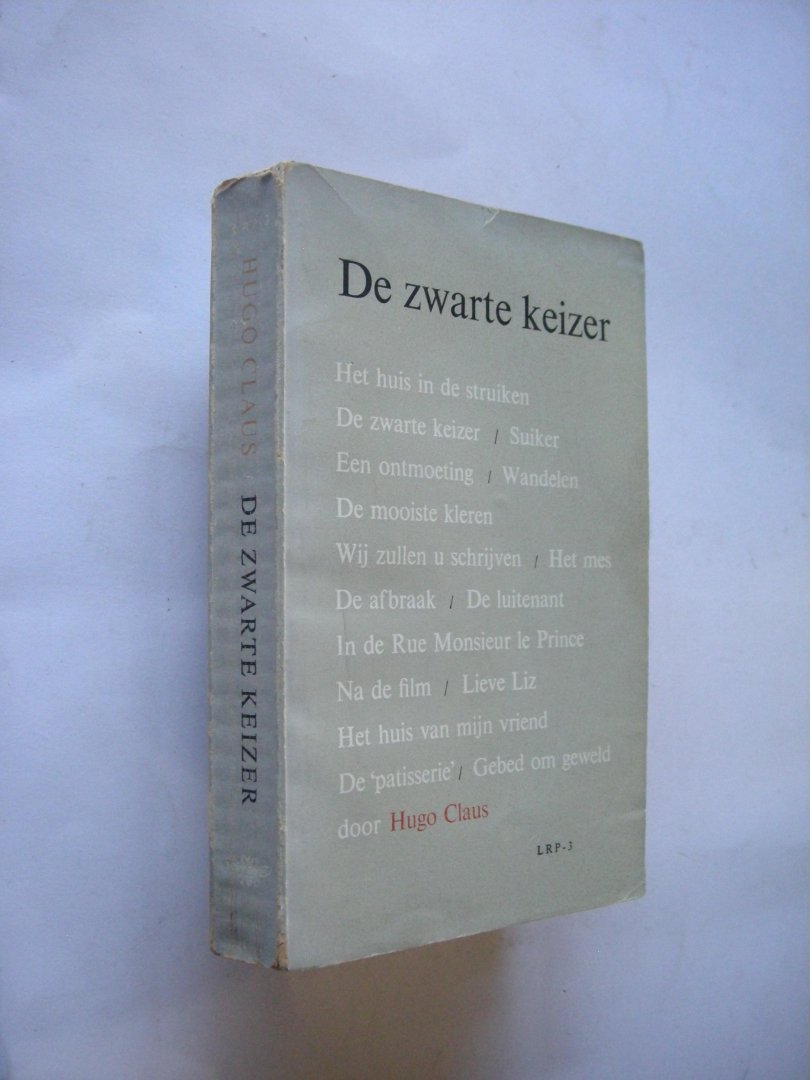 HUGO CLAUS / DE ZWARTE KEIZER
De zwarte keizer
Het huis in de struiken
De zwarte keizer / Suiker
Een ontmoeting / Wandelen
De mooiste kleren
Wij zullen u schrijven / Het mes
De afbraak / De luitenant
In de Rue Monsieur le Prince
Na de film / Lieve Liz
Het huis van mijn vriend
De 'patisserie' / Gebed om geweld
door Hugo Claus
LRP-3